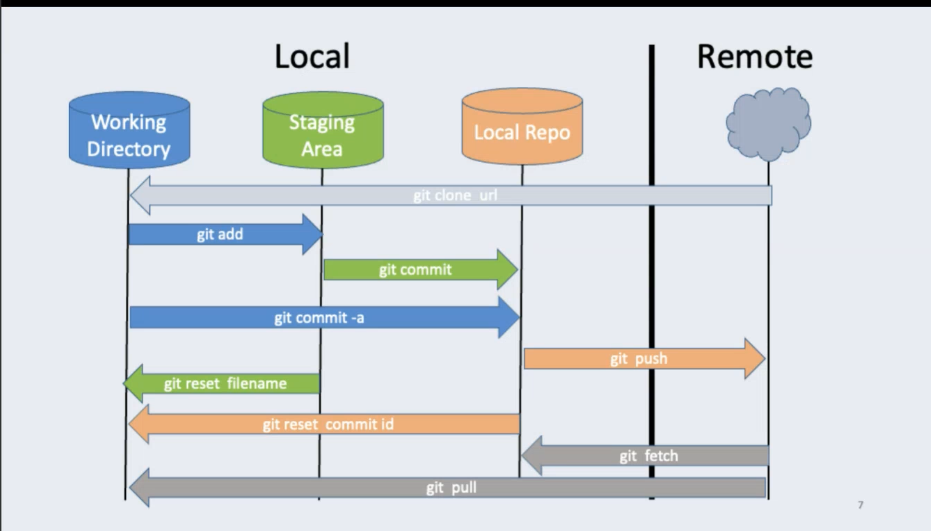 Local
Remote
Working
Directory
Staging
Area
Local Repo
git clone  url
git add
git commit
git commit -a
git  push
git reset  filename
git reset  commit id
git  fetch
git  pull
7